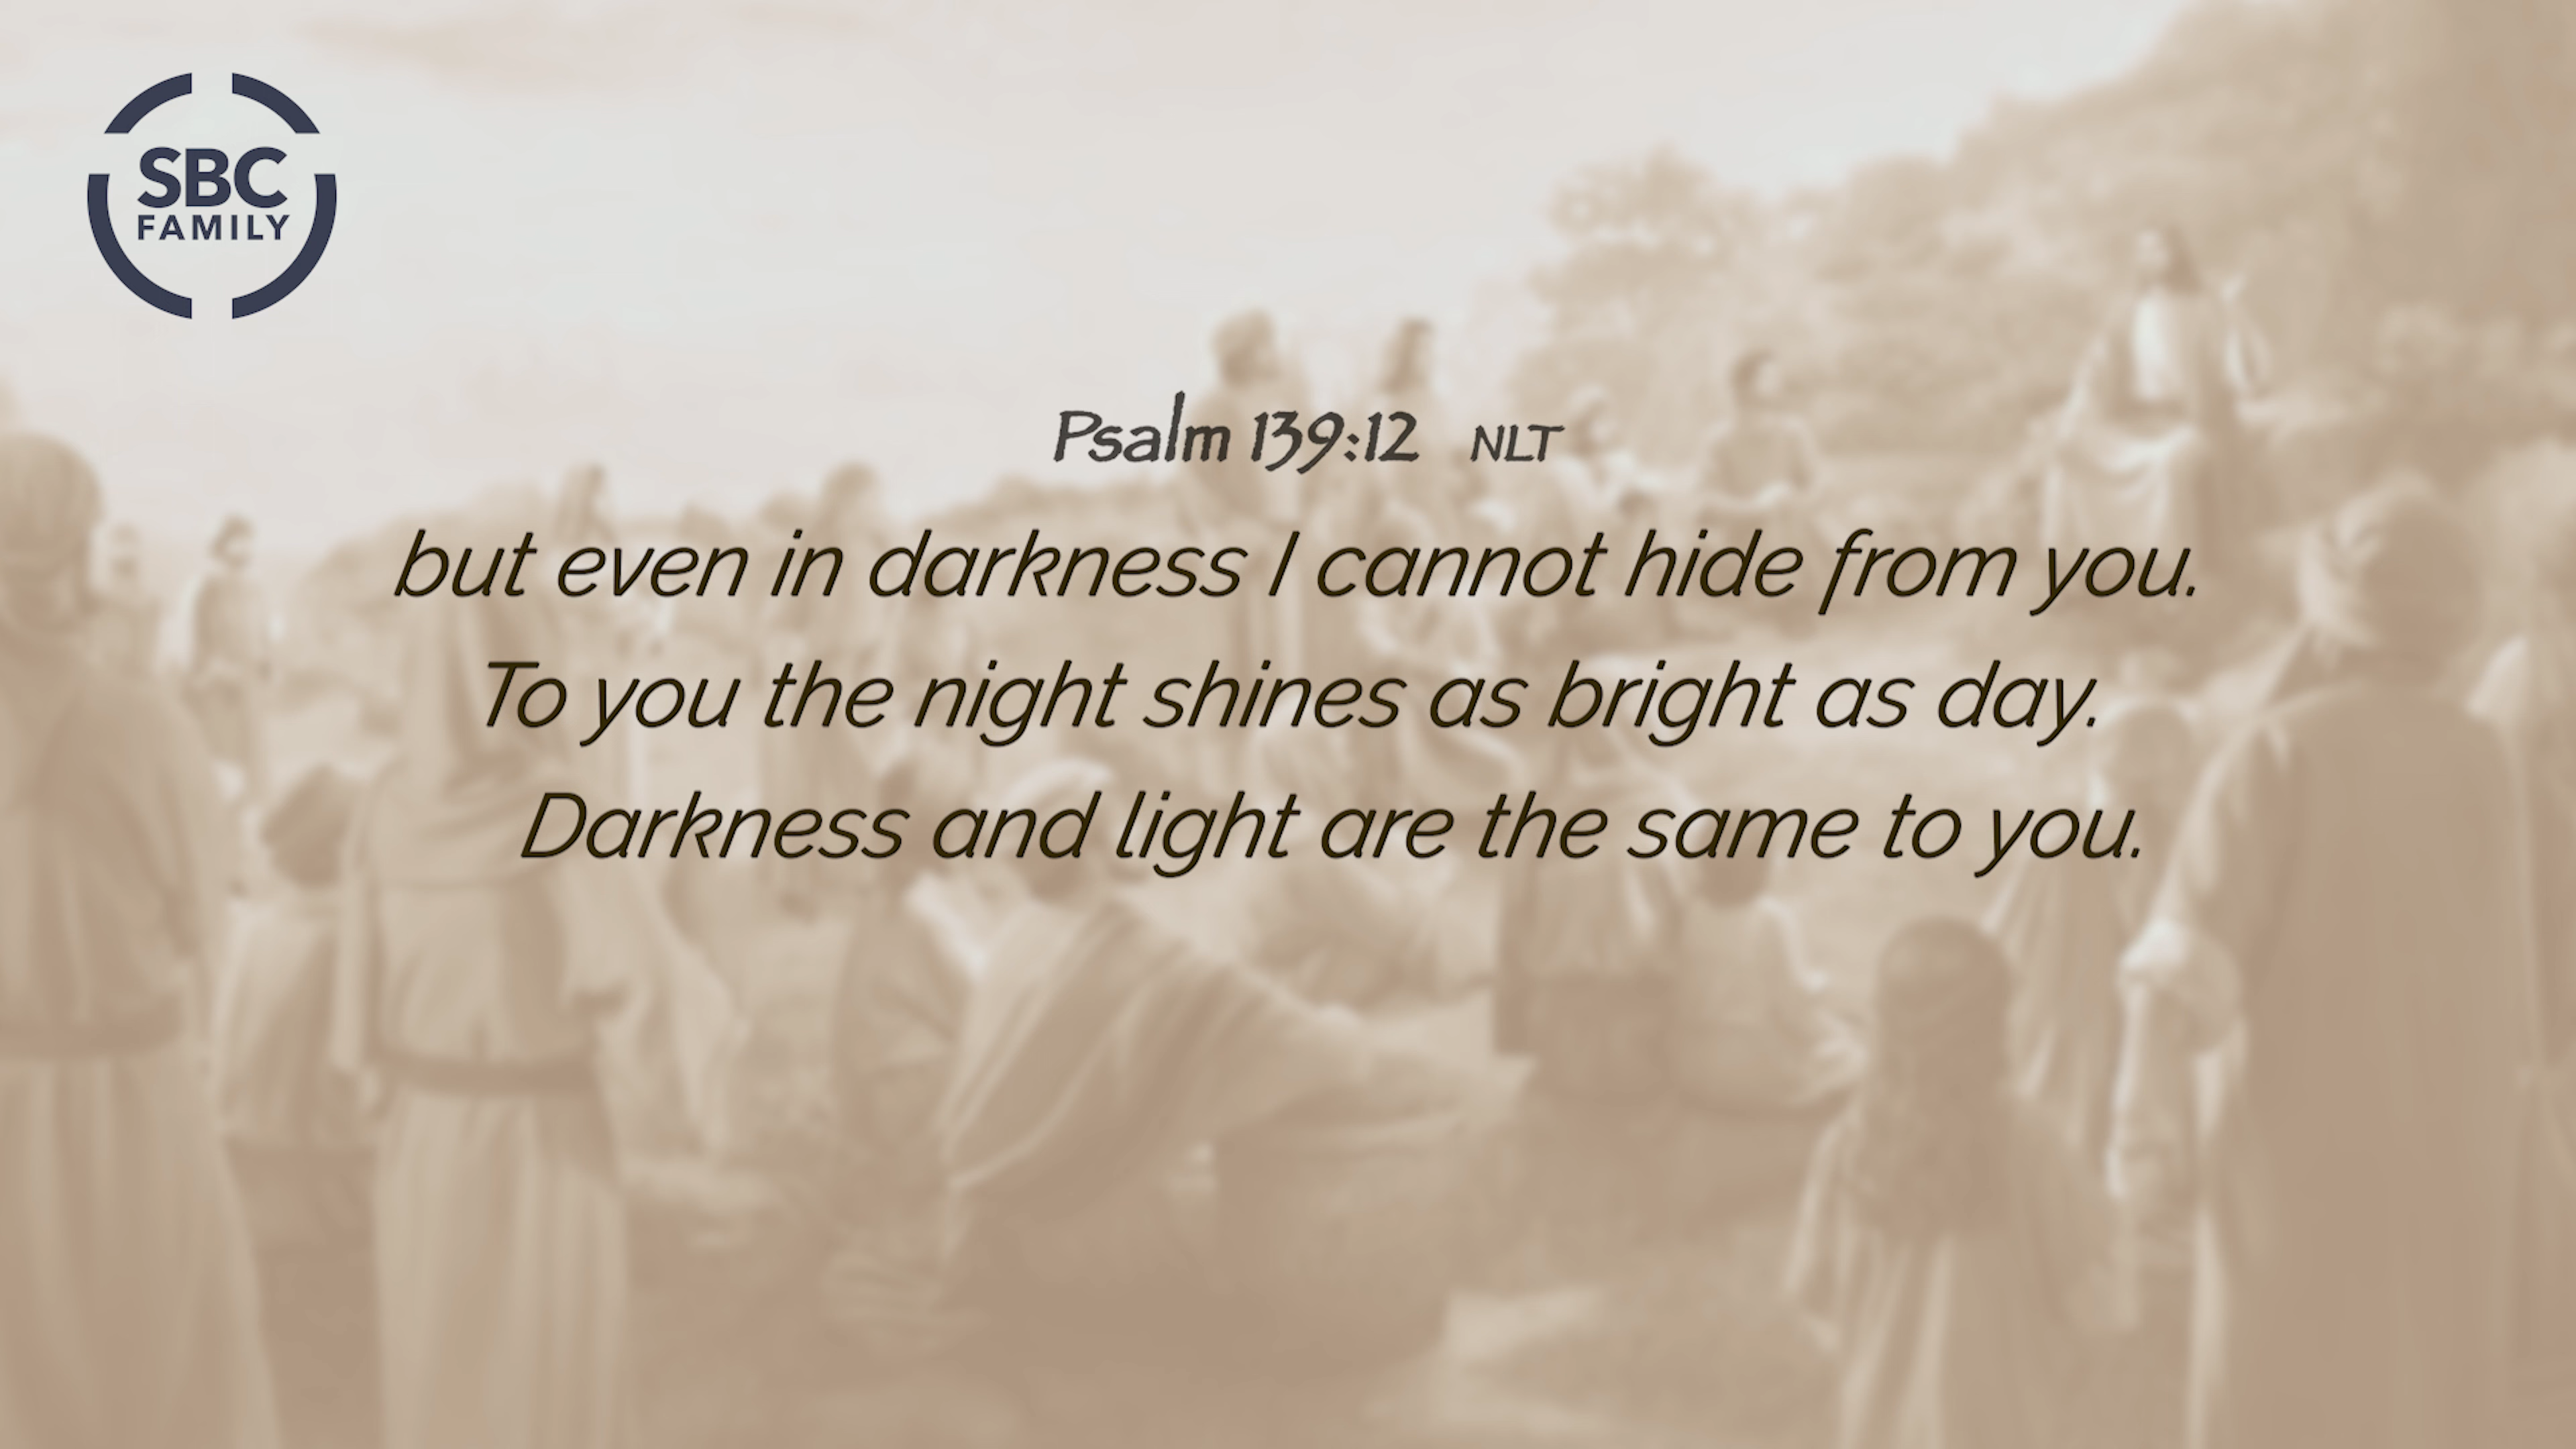 SBC
FAMILY
Psalm 139:12 NLT
but even in darkness I cannot hide from you.
To you the night shines as bright as day.
Darkness and light are the same to you.